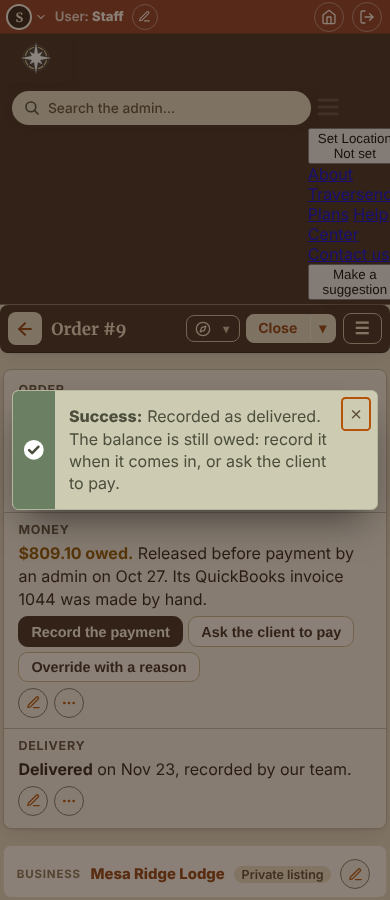 S
User: Staff
Search the admin...
Set Location
Not set
About
Traversend
Plans Help
Center
Contact us
Make a
suggestion
Order #9
Close
ORDER
Success: Recorded as delivered.
The balance is still owed: record it
when it comes in, or ask the client
to pay.
MONEY
$809.10 owed. Released before payment by
an admin on Oct 27. Its QuickBooks invoice
1044 was made by hand.
Record the payment
Ask the client to pay
Override with a reason
DELIVERY
Delivered on Nov 23, recorded by our team.
BUSINESS Mesa Ridge Lodge Private listing